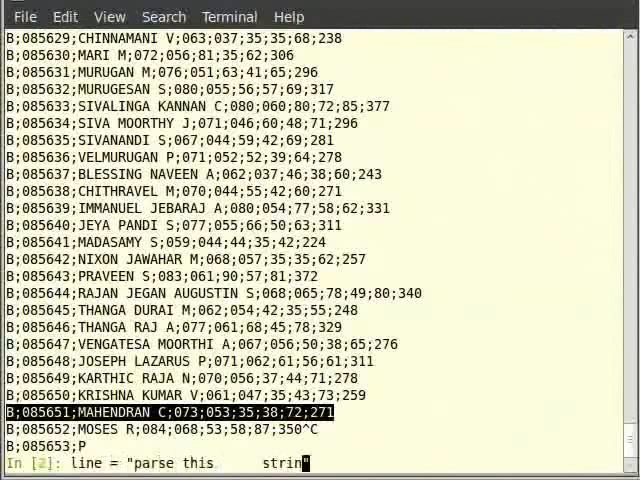 File Edit View Search Terminal Help
B;085629;CHINNAMANI V;063;037;35;35;68;238
B;085630;MARI M;072;056;81;35;62;306
B;085631;MURUGAN M;076;051;63;41;65;296
B;085632;MURUGESAN S;080;055;56;57;69;317
B;085633;SIVALINGA KANNAN C;080;060;80;72;85;377
B;085634;SIVA MOORTHY J;071;046;60;48;71;296
B;085635;SIVANANDI S;067;044;59;42;69;281
B;085636;VELMURUGAN P;071;052;52;39;64;278
B;085637;BLESSING NAVEEN A;062;037;46;38;60;243
B;085638;CHITHRAVEL M;070;044;55;42;60;271
B;085639;IMMANUEL JEBARAJ A;080;054;77;58;62;331
B;085640;JEYA PANDI S;077;055;66;50;63;311
B;085641;MADASAMY S;059;044;44;35;42;224
B;085642;NIXON JAWAHAR M;068;057;35;35;62;257
B;085643;PRAVEEN S;083;061;90;57;81;372
B;085644;RAJAN JEGAN AUGUSTIN S;068;065;78;49;80;340
B;085645;THANGA DURAI M;062;054;42;35;55;248
B;085646;THANGA RAJ A;077;061;68;45;78;329
B;085647;VENGATESA MOORTHI A;067;056;50;38;65;276
B;085648;JOSEPH LAZARUS P;071;062;61;56;61;311
B;085649;KARTHIC RAJA N;070;056;37;44;71;278
B;085650;KRISHNA KUMAR V;061;047;35;43;73;259
B;085651;MAHENDRAN C;073;053;35;38;72;271
B;085652;MOSES R;084;068;53;58;87;350^C
B;085653;P
In [2]: line = "parse this      strin"